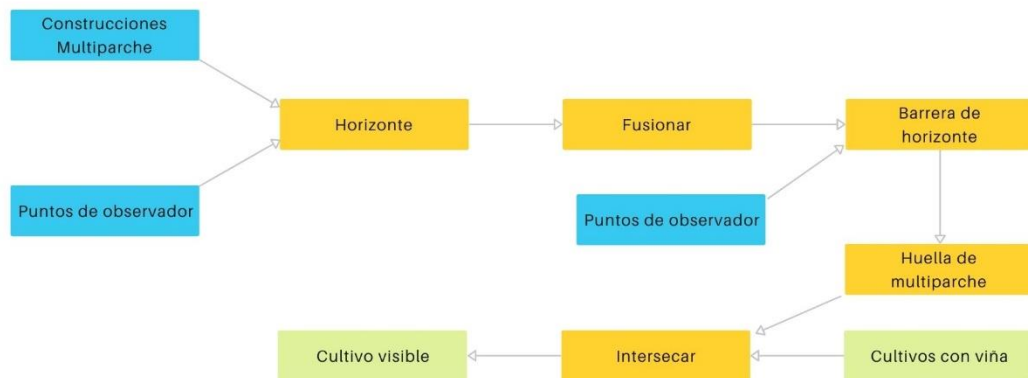 Construcciones
Multiparche
Horizonte
Fusionar
Barrera de
horizonte
Puntos de observador
Puntos de observador
Huella de
multiparche
Cultivo visible
Intersecar
Cultivos con viña